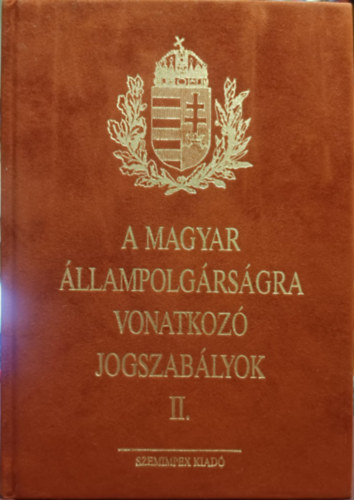 A MAGYAR
ÁLLAMPOLGÁRSÁGRA
VONATKOZÓ
JOGSZABÁLYOK
II.
SZEMIMPEX KIADÓ